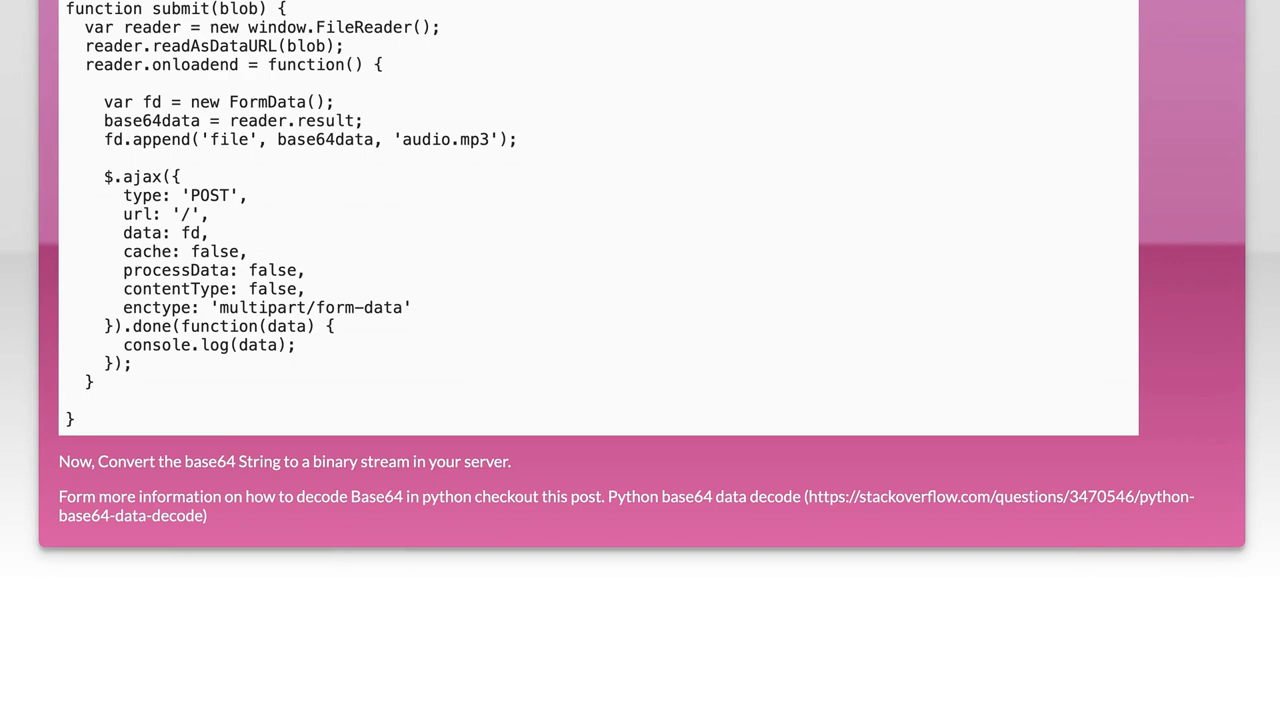 function submit(blob) {
  var reader = new window.FileReader();
  reader.readAsDataURL(blob);
  reader.onloadend = function() {

    var fd = new FormData();
    base64data = reader.result;
    fd.append('file', base64data, 'audio.mp3');

    $.ajax({
      type: 'POST',
      url: '/',
      data: fd,
      cache: false,
      processData: false,
      contentType: false,
      enctype: 'multipart/form-data'
    }).done(function(data) {
      console.log(data);
    });
  }

}
Now, Convert the base64 String to a binary stream in your server.
Form more information on how to decode Base64 in python checkout this post. Python base64 data decode (https://stackoverflow.com/questions/3470546/python-
base64-data-decode)